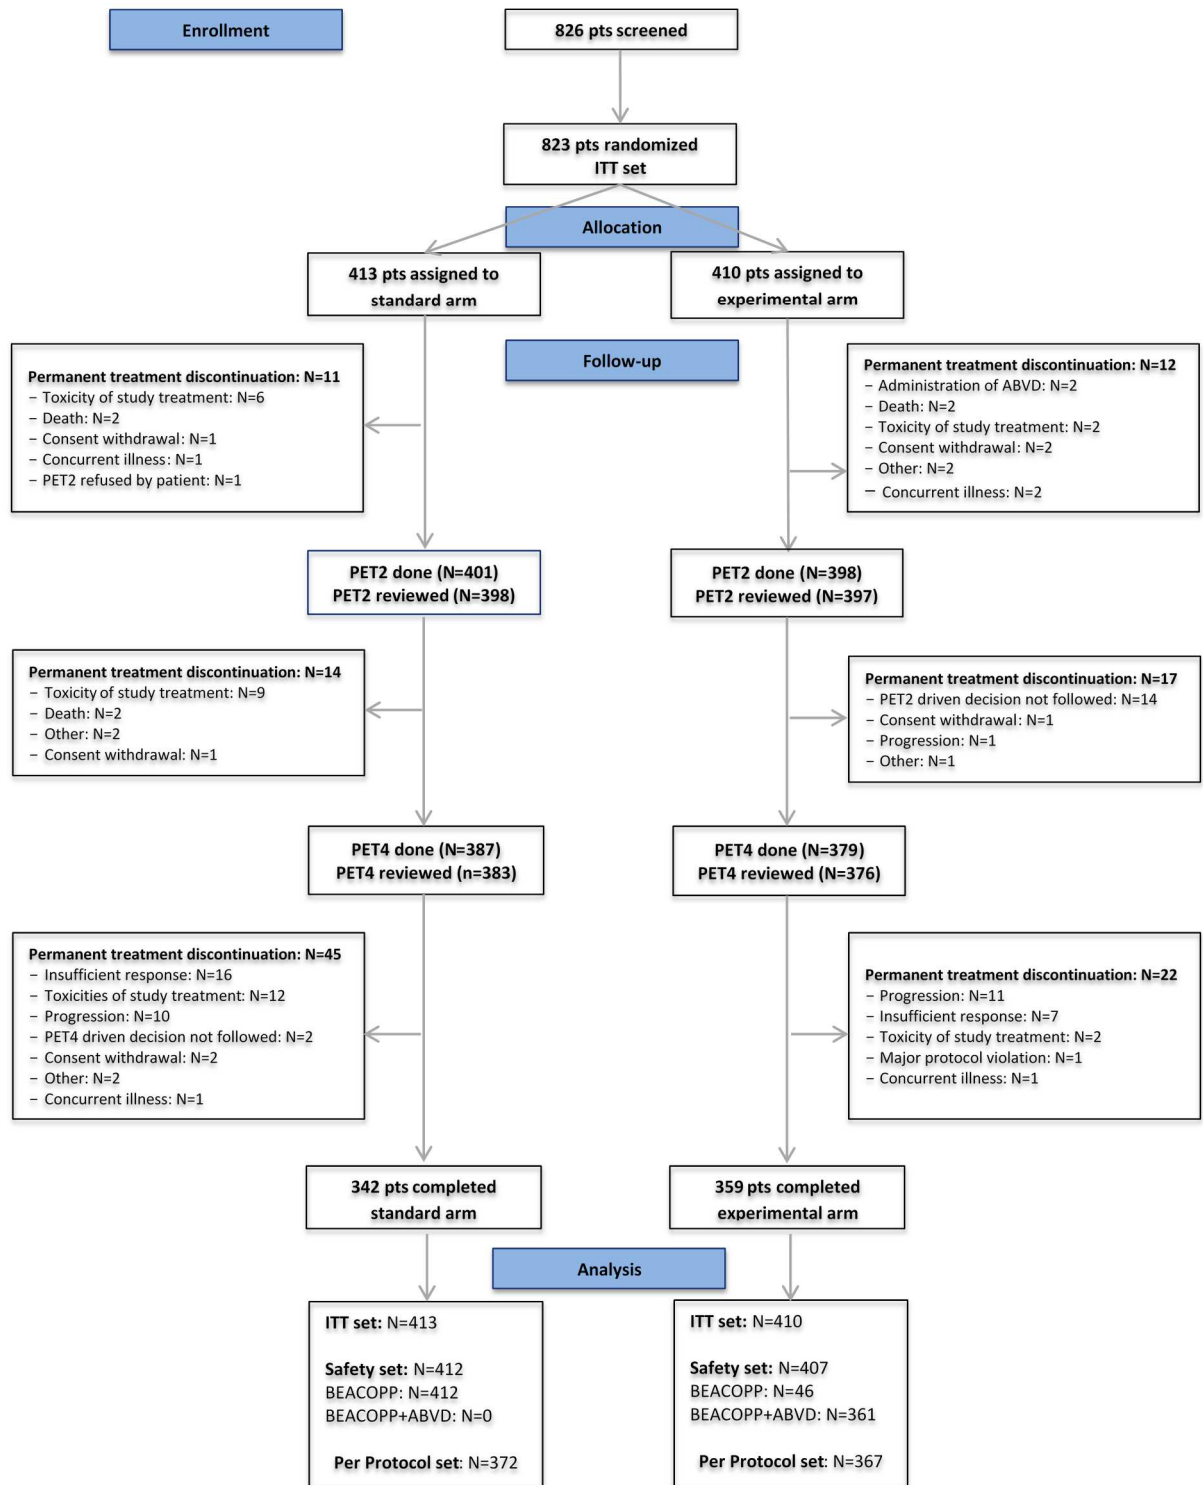 Enrollment
826 pts screened
823 pts randomized
ITT set
Allocation
413 pts assigned to
standard arm
410 pts assigned to
experimental arm
Follow-up
Permanent treatment discontinuation: N=11
– Toxicity of study treatment: N=6
– Death: N=2
– Consent withdrawal: N=1
– Concurrent illness: N=1
– PET2 refused by patient: N=1
Permanent treatment discontinuation: N=12
– Administration of ABVD: N=2
– Death: N=2
– Toxicity of study treatment: N=2
– Consent withdrawal: N=2
– Other: N=2
– Concurrent illness: N=2
PET2 done (N=401)
PET2 reviewed (N=398)
PET2 done (N=398)
PET2 reviewed (N=397)
Permanent treatment discontinuation: N=14
– Toxicity of study treatment: N=9
– Death: N=2
– Other: N=2
– Consent withdrawal: N=1
Permanent treatment discontinuation: N=17
– PET2 driven decision not followed: N=14
– Consent withdrawal: N=1
– Progression: N=1
– Other: N=1
PET4 done (N=387)
PET4 reviewed (n=383)
PET4 done (N=379)
PET4 reviewed (N=376)
Permanent treatment discontinuation: N=45
– Insufficient response: N=16
– Toxicities of study treatment: N=12
– Progression: N=10
– PET4 driven decision not followed: N=2
– Consent withdrawal: N=2
– Other: N=2
– Concurrent illness: N=1
Permanent treatment discontinuation: N=22
– Progression: N=11
– Insufficient response: N=7
– Toxicity of study treatment: N=2
– Major protocol violation: N=1
– Concurrent illness: N=1
342 pts completed
standard arm
359 pts completed
experimental arm
Analysis
ITT set: N=413
Safety set: N=412
BEACOPP: N=412
BEACOPP+ABVD: N=0
Per Protocol set: N=372
ITT set: N=410
Safety set: N=407
BEACOPP: N=46
BEACOPP+ABVD: N=361
Per Protocol set: N=367